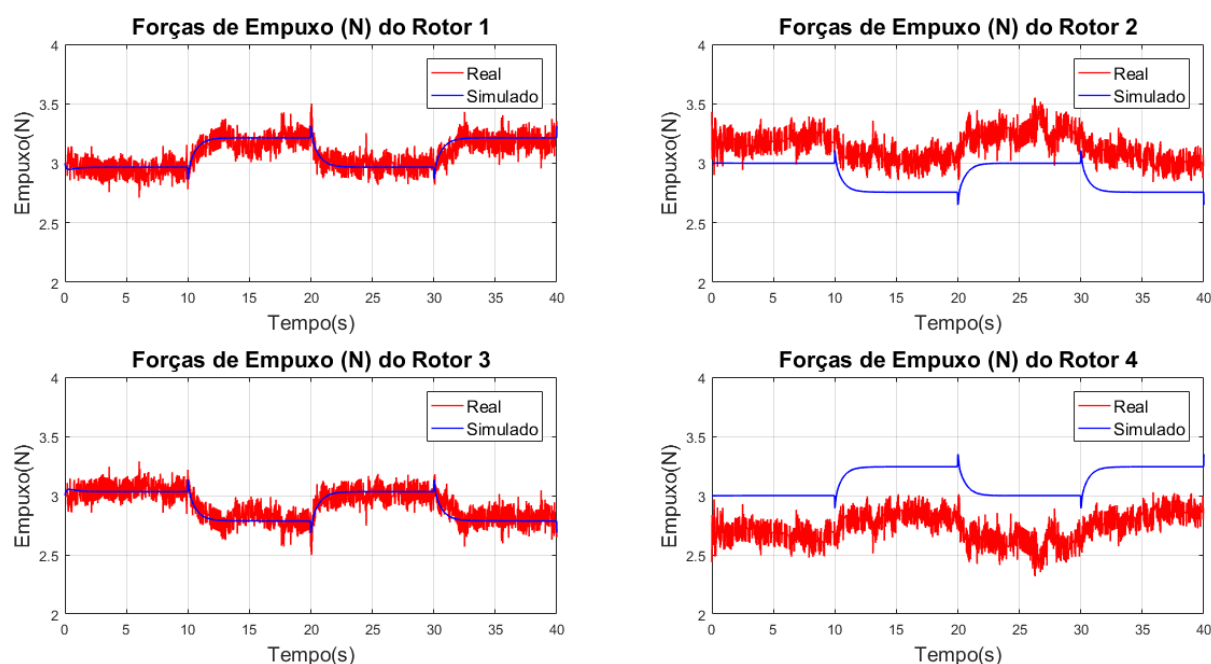 Forças de Empuxo (N) do Rotor 1
4
3.5
3
2.5
2
Empuxo(N)
Real
Simulado
0 5 10 15 20 25 30 35 40
Tempo(s)
Forças de Empuxo (N) do Rotor 2
4
3.5
3
2.5
2
Empuxo(N)
Real
Simulado
0 5 10 15 20 25 30 35 40
Tempo(s)
Forças de Empuxo (N) do Rotor 3
4
3.5
3
2.5
2
Empuxo(N)
Real
Simulado
0 5 10 15 20 25 30 35 40
Tempo(s)
Forças de Empuxo (N) do Rotor 4
4
3.5
3
2.5
2
Empuxo(N)
Real
Simulado
0 5 10 15 20 25 30 35 40
Tempo(s)